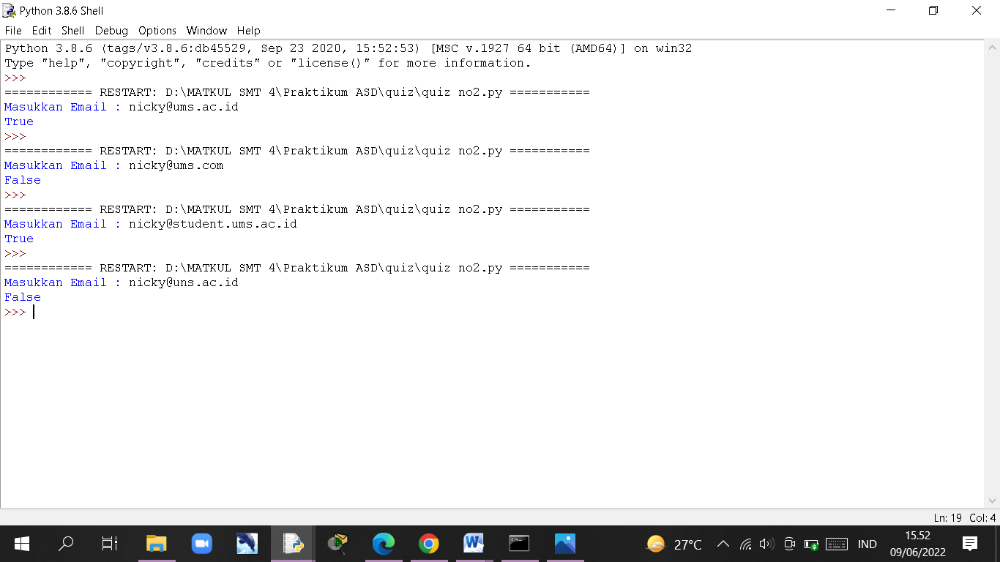 Python 3.8.6 Shell
File Edit Shell Debug Options Window Help
Python 3.8.6 (tags/v3.8.6:db45529, Sep 23 2020, 15:52:53) [MSC v.1927 64 bit (AMD64)] on win32
Type "help", "copyright", "credits" or "license()" for more information.
>>>
============ RESTART: D:\MATKUL SMT 4\Praktikum ASD\quiz\quiz no2.py ===========
Masukkan Email : nicky@ums.ac.id
True
>>>
============ RESTART: D:\MATKUL SMT 4\Praktikum ASD\quiz\quiz no2.py ===========
Masukkan Email : nicky@ums.com
False
>>>
============ RESTART: D:\MATKUL SMT 4\Praktikum ASD\quiz\quiz no2.py ===========
Masukkan Email : nicky@student.ums.ac.id
True
>>>
============ RESTART: D:\MATKUL SMT 4\Praktikum ASD\quiz\quiz no2.py ===========
Masukkan Email : nicky@uns.ac.id
False
>>>
Ln: 19 Col: 4
27°C IND 15.52
09/06/2022